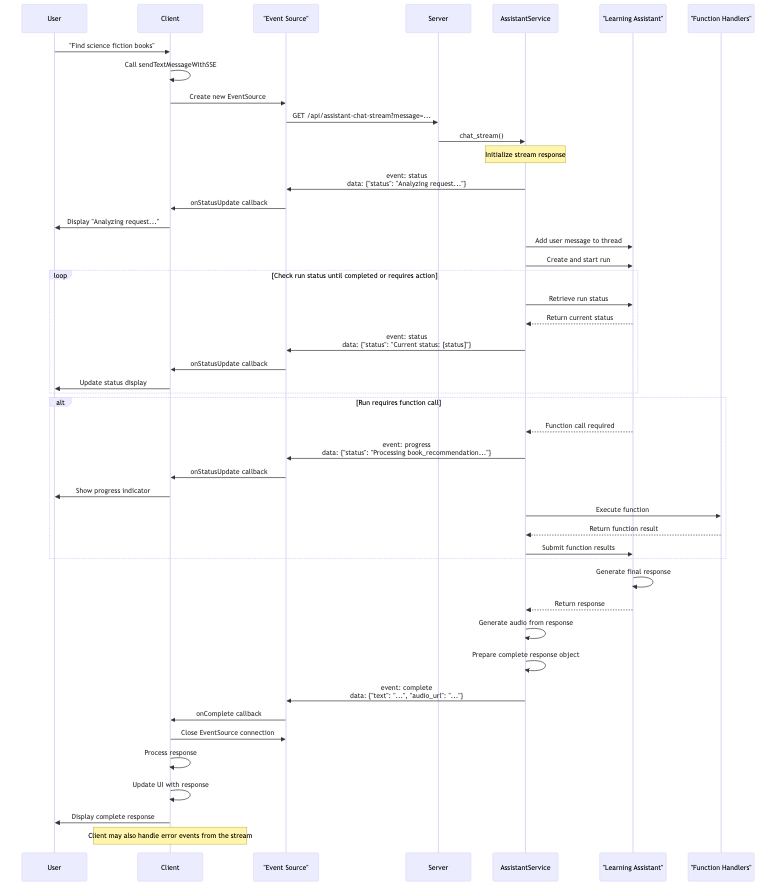 User
Client
"Event Source"
Server
AssistantService
"Learning Assistant"
"Function Handlers"
"Find science fiction books"
Call sendTextMessageWithSSE
Create new EventSource
GET /api/assistant-chat-stream?message=...
chat_stream()
Initialize stream response
event: status
data: {"status": "Analyzing request..."}
onStatusUpdate callback
Display "Analyzing request..."
Add user message to thread
Create and start run
loop
[Check run status until completed or requires action]
Retrieve run status
Return current status
event: status
data: {"status": "Current status: [status]"}
onStatusUpdate callback
Update status display
alt
[Run requires function call]
Function call required
event: progress
data: {"status": "Processing book_recommendation..."}
onStatusUpdate callback
Show progress indicator
Execute function
Return function result
Submit function results
Generate final response
Return response
Generate audio from response
Prepare complete response object
event: complete
data: {"text": "...", "audio_url": "..."}
onComplete callback
Close EventSource connection
Process response
Update UI with response
Display complete response
Client may also handle error events from the stream
User
Client
"Event Source"
Server
AssistantService
"Learning Assistant"
"Function Handlers"